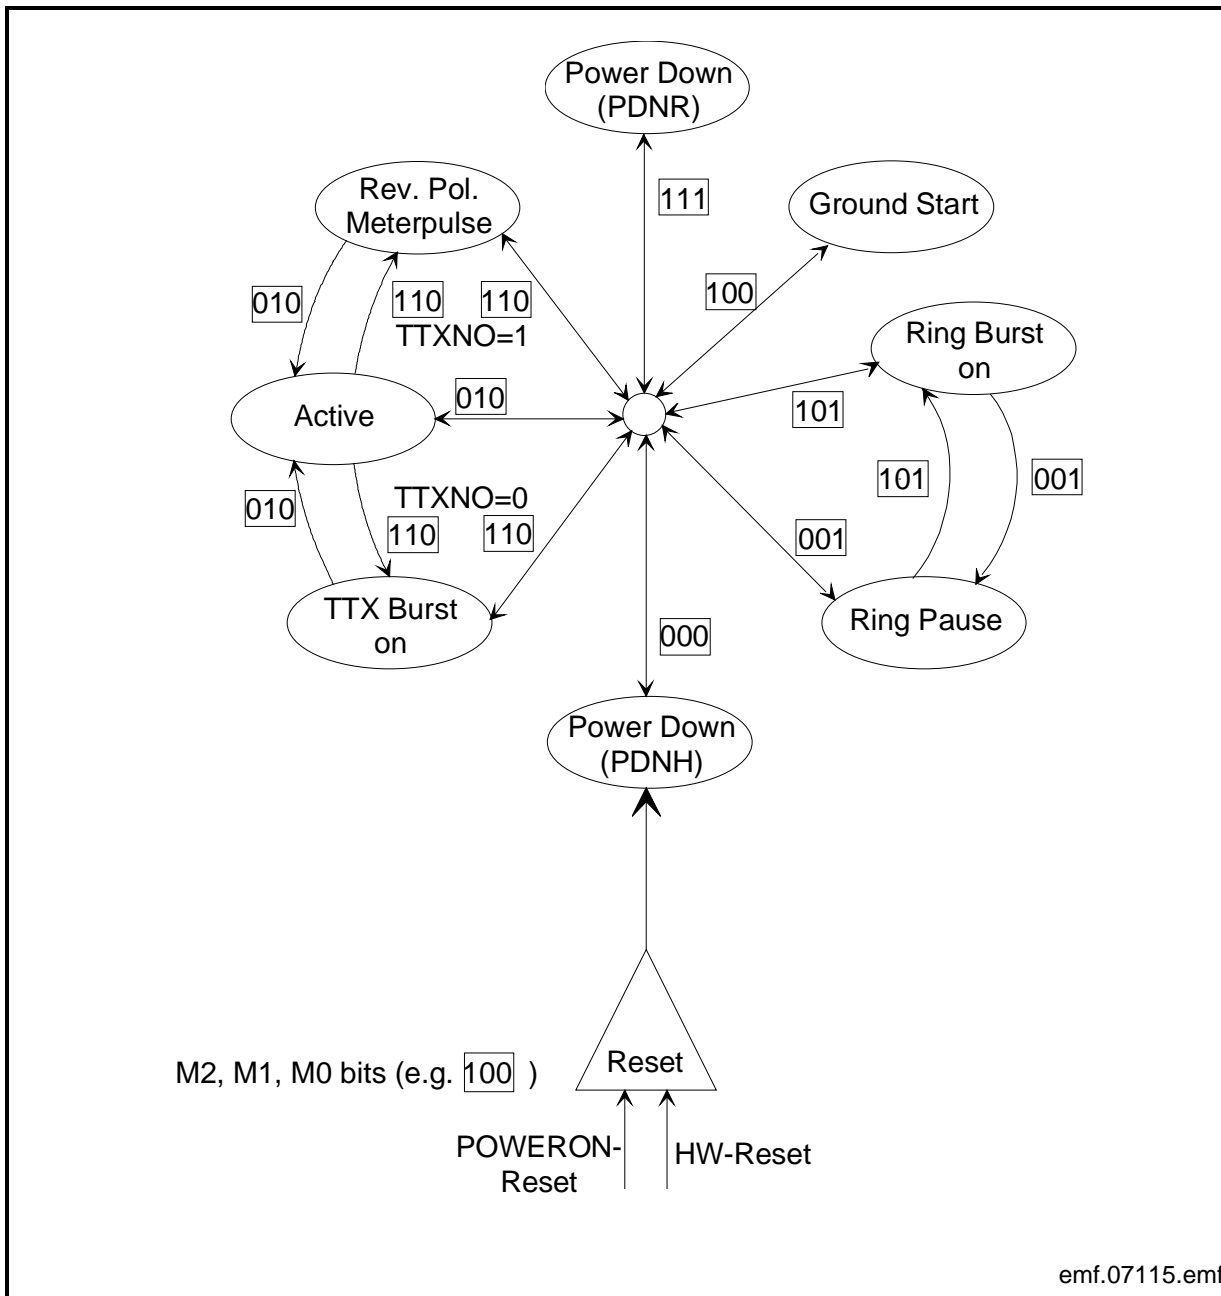 Power Down
(PDNR)
Rev. Pol.
Meterpulse
111
Ground Start
010
110
110
100
TTXNO=1
Ring Burst
on
Active
010
101
TTXNO=0
010
110
110
101
001
001
TTX Burst
on
Ring Pause
000
Power Down
(PDNH)
Reset
M2, M1, M0 bits (e.g. 100 )
POWERON-
Reset
HW-Reset
emf.07115.emf